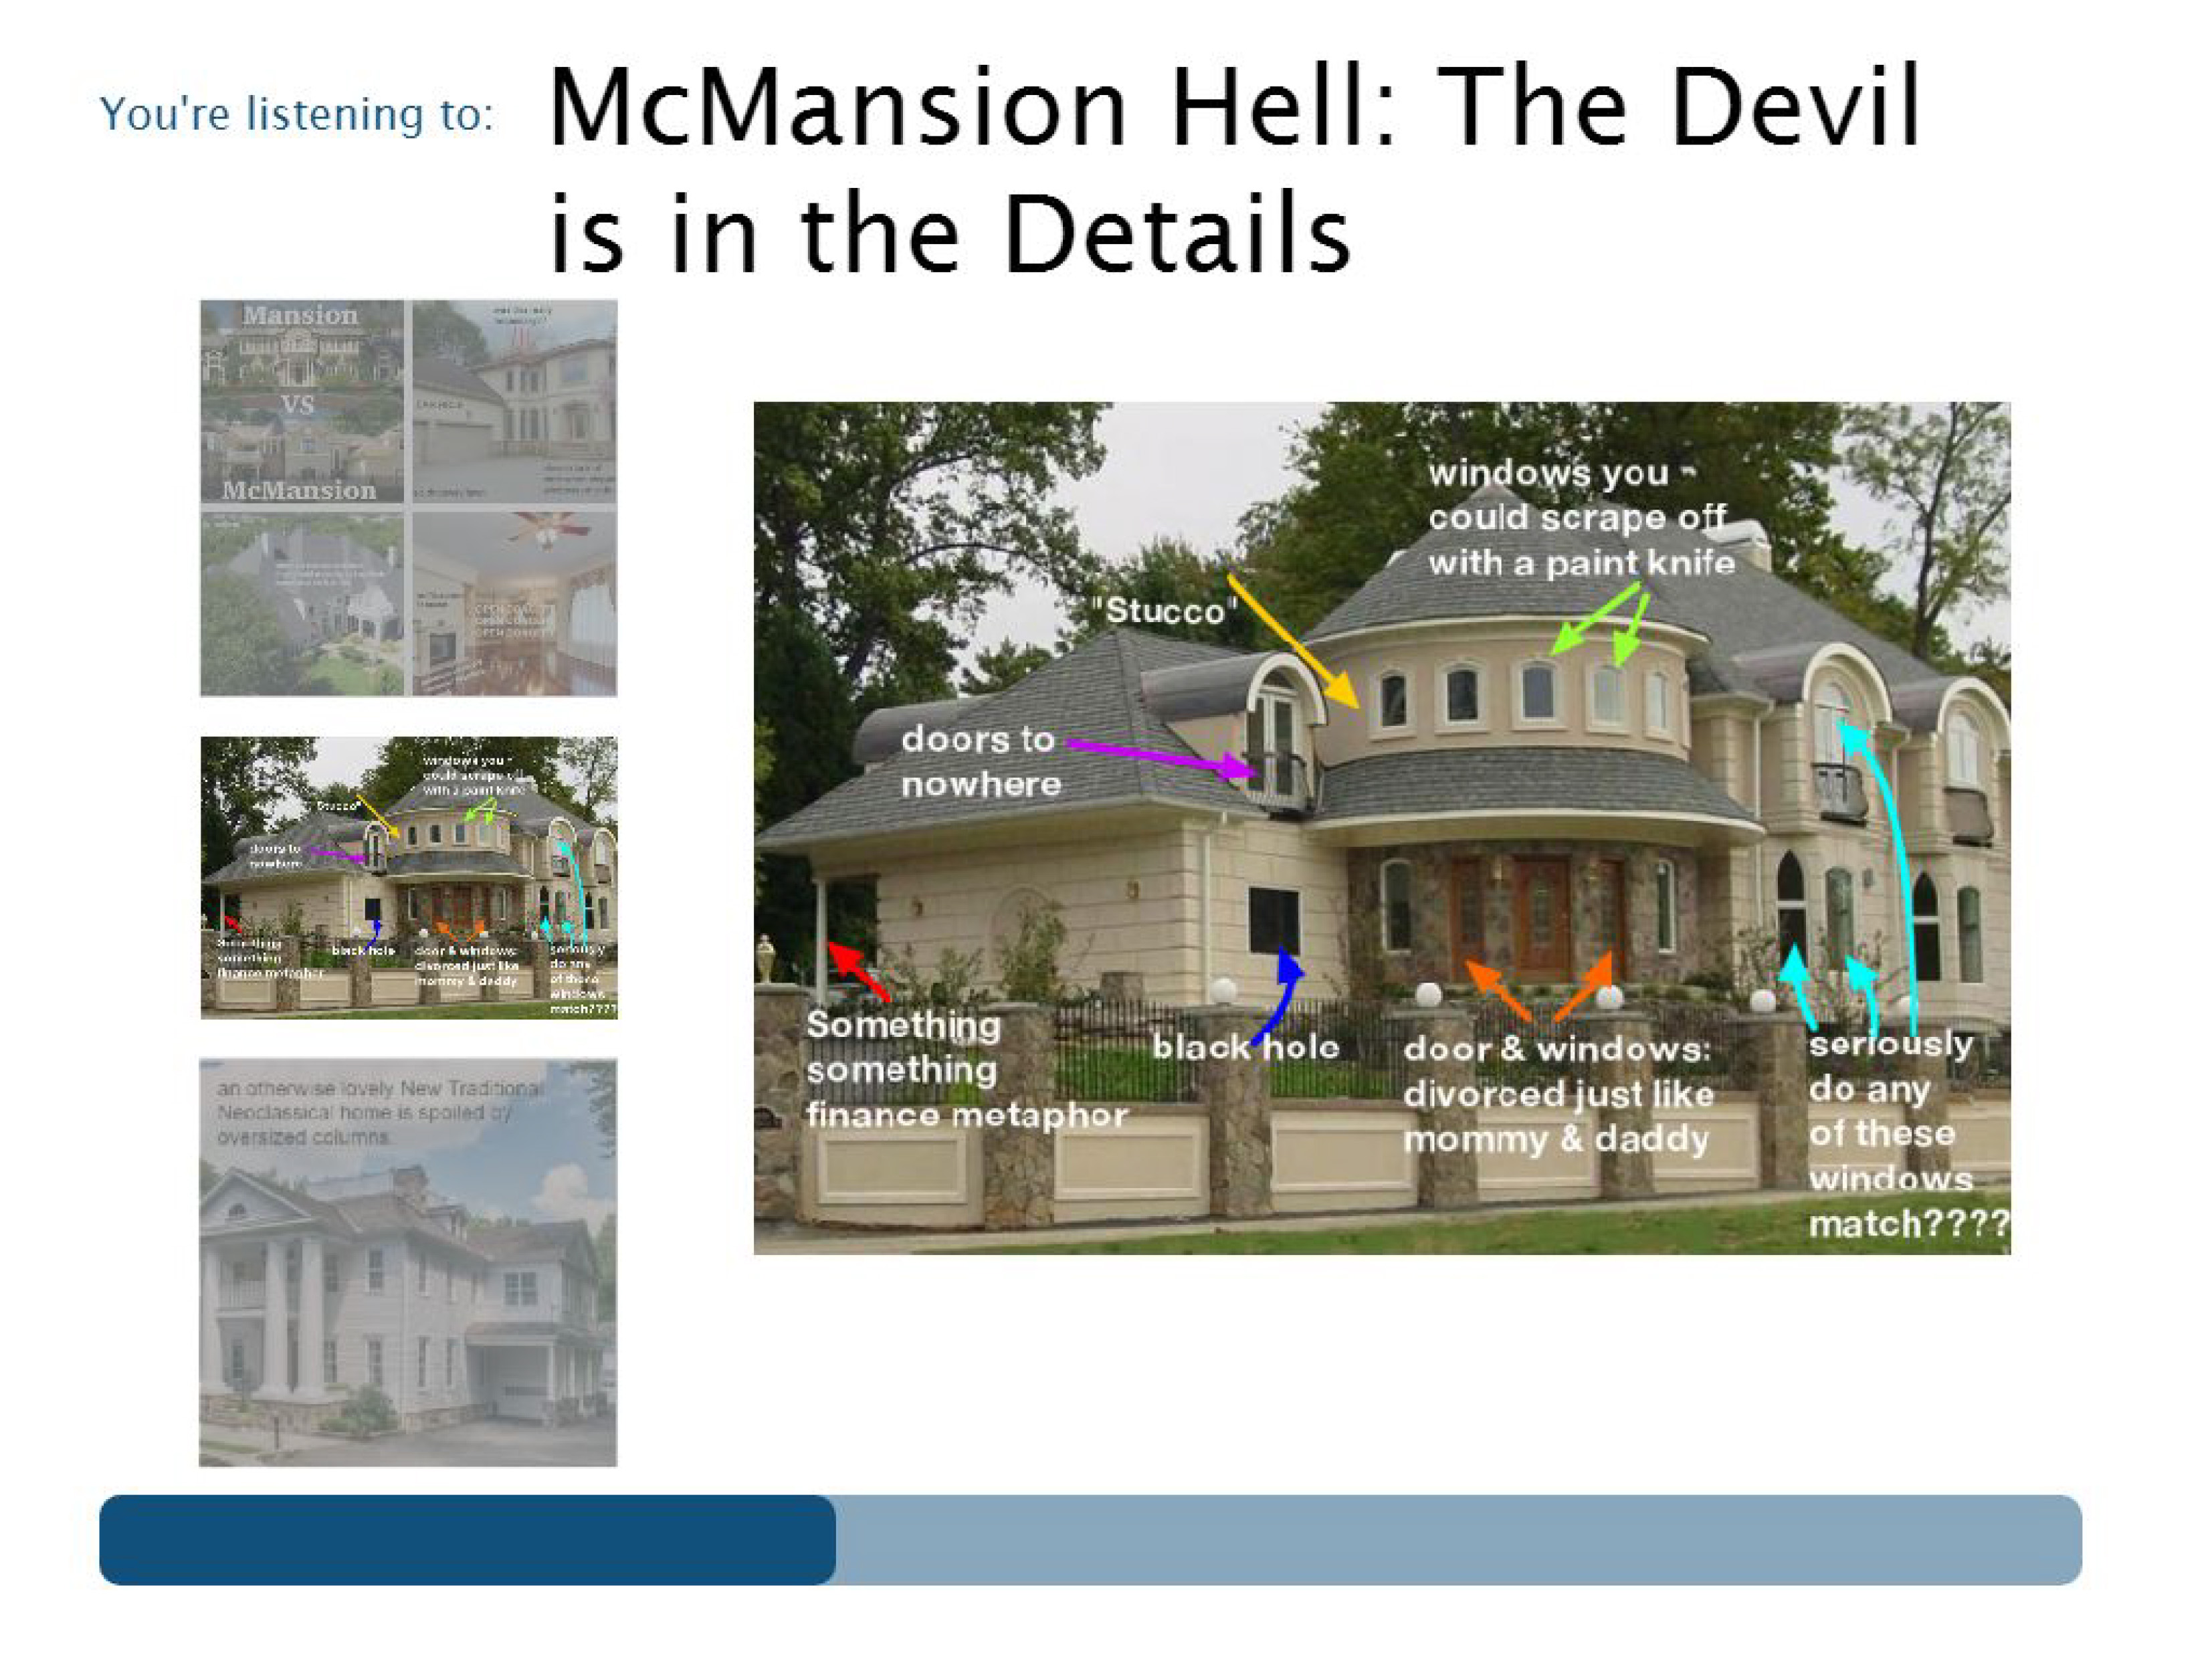 You're listening to:
McMansion Hell: The Devil
is in the Details
Mansion
VS
McMansion
windows you
could scrape off
with a paint knife
"Stucco"
doors to
nowhere
Something
something
finance metaphor
black hole
door & windows:
divorced just like
mommy & daddy
seriously
do any
of these
windows
match????
an otherwise lovely New Traditional
Neoclassical home is spoiled by
oversized columns.
windows you
could scrape off
with a paint knife
"Stucco"
doors to
nowhere
Something
something
finance metaphor
black hole
door & windows:
divorced just like
mommy & daddy
seriously
do any
of these
windows
match????